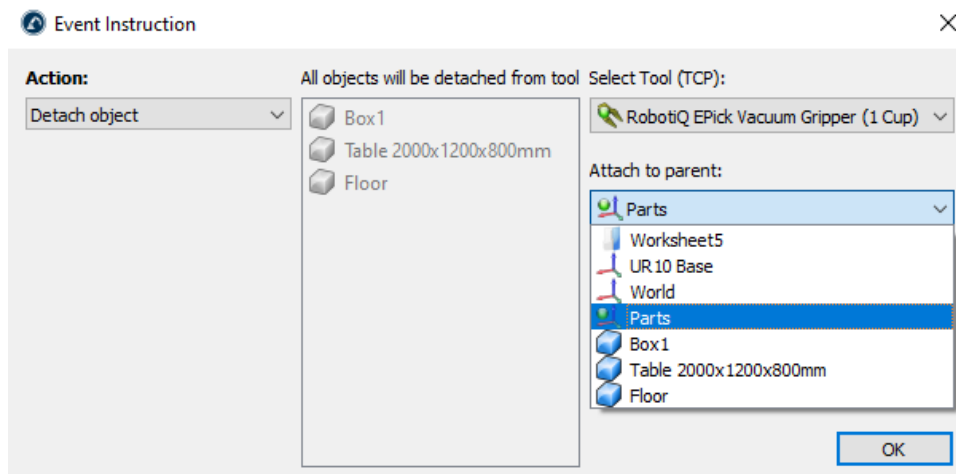 Event Instruction
Action:
Detach object
All objects will be detached from tool
Box1
Table 2000x1200x800mm
Floor
Select Tool (TCP):
RobotiQ EPick Vacuum Gripper (1 Cup)
Attach to parent:
Parts
Worksheet5
UR10 Base
World
Parts
Box1
Table 2000x1200x800mm
Floor
OK